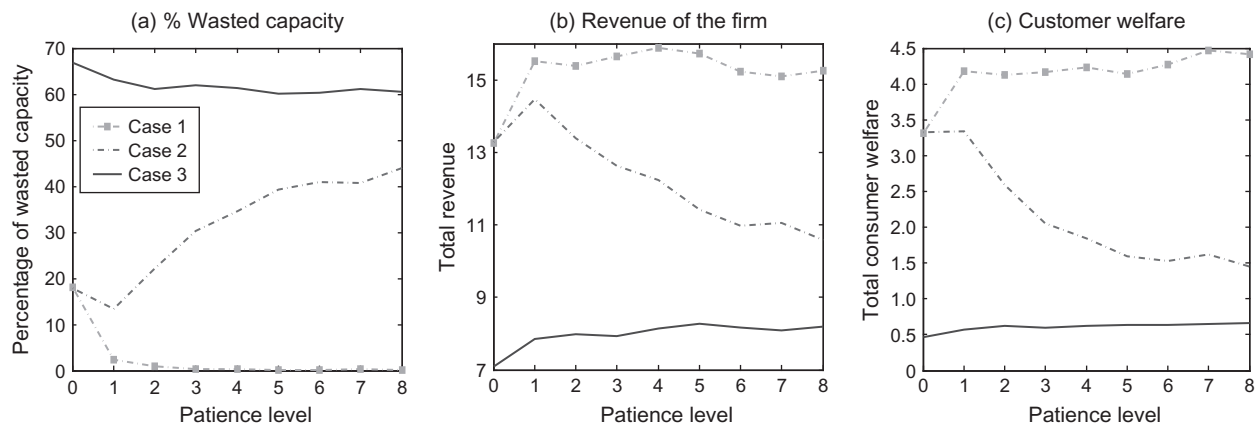 (a) % Wasted capacity
Percentage of wasted capacity
70
60
50
40
30
20
10
0
Case 1
Case 2
Case 3
0 1 2 3 4 5 6 7 8
Patience level
(b) Revenue of the firm
Total revenue
15
13
11
9
7
0 1 2 3 4 5 6 7 8
Patience level
(c) Customer welfare
Total consumer welfare
4.5
4.0
3.5
3.0
2.5
2.0
1.5
1.0
0.5
0
0 1 2 3 4 5 6 7 8
Patience level